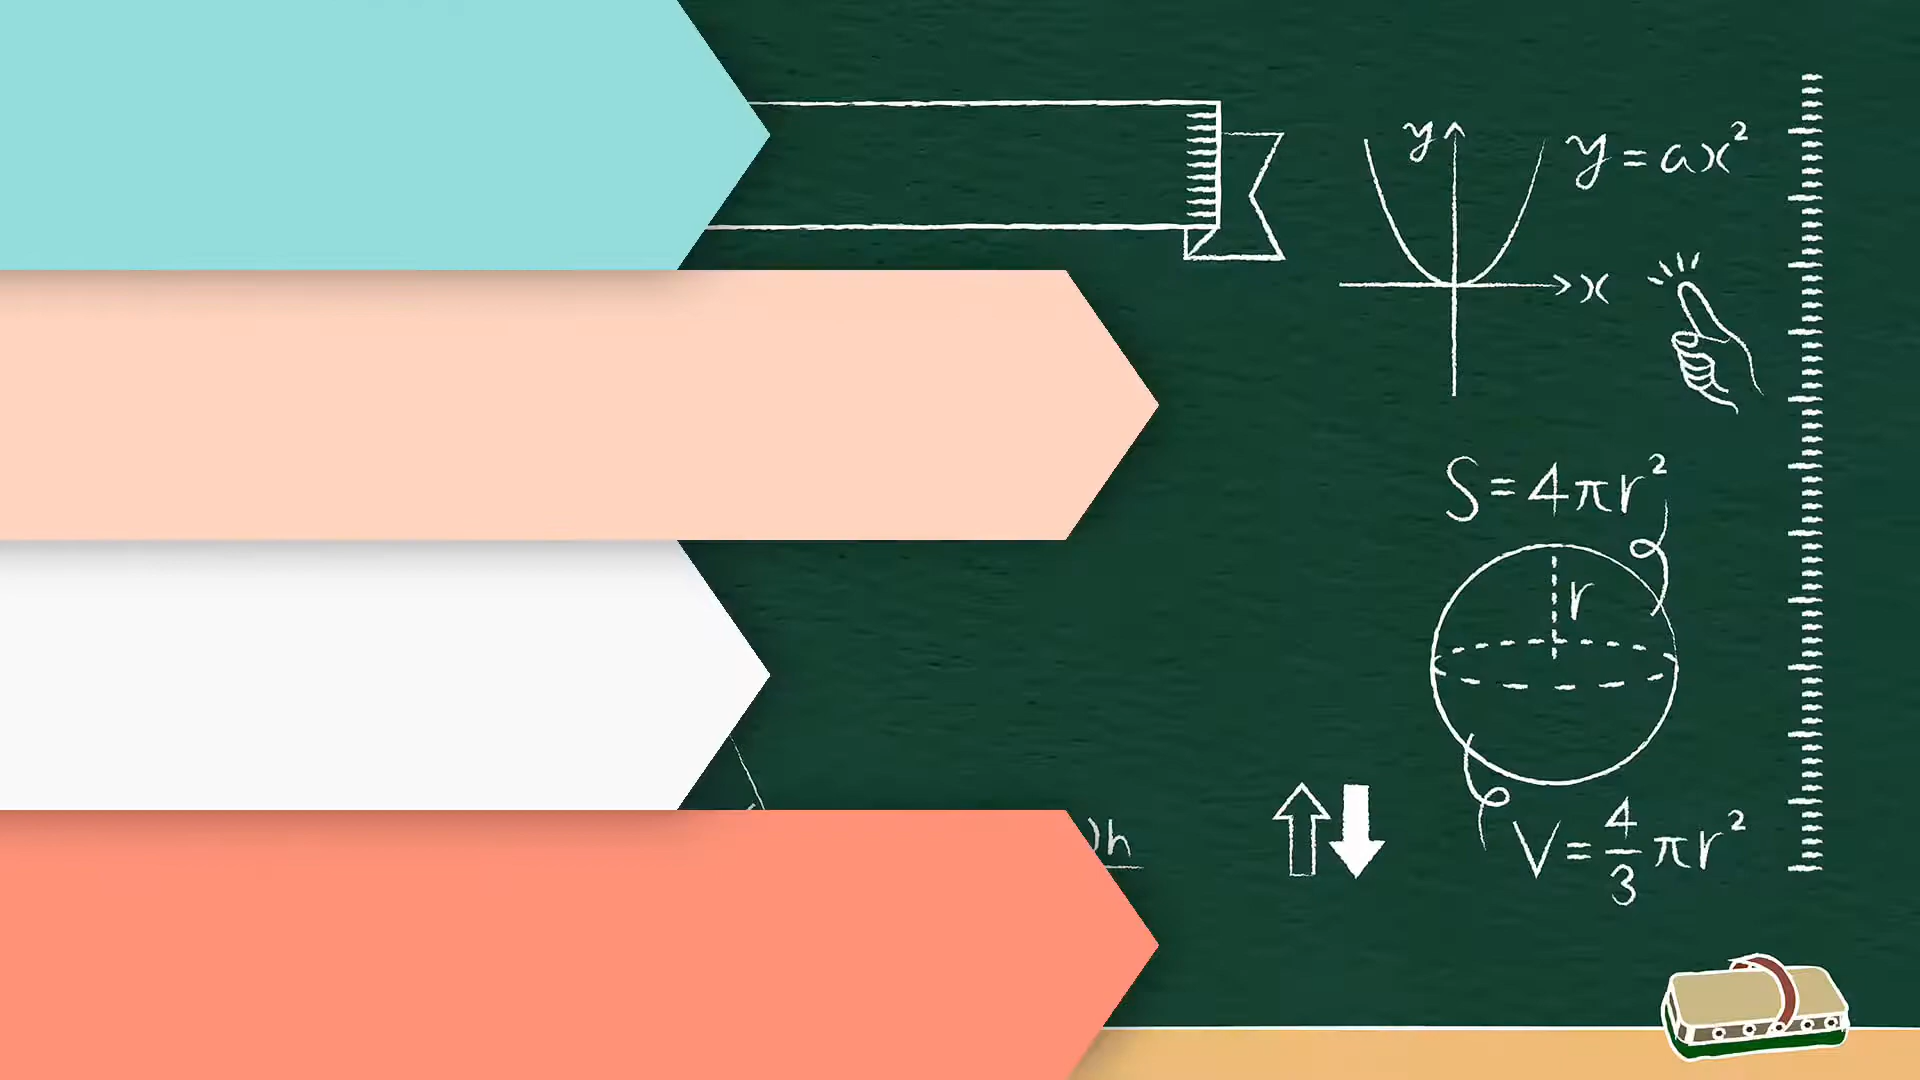 y
y = ax²
x
S = 4πr²
r
)h
V = 4/3 πr²